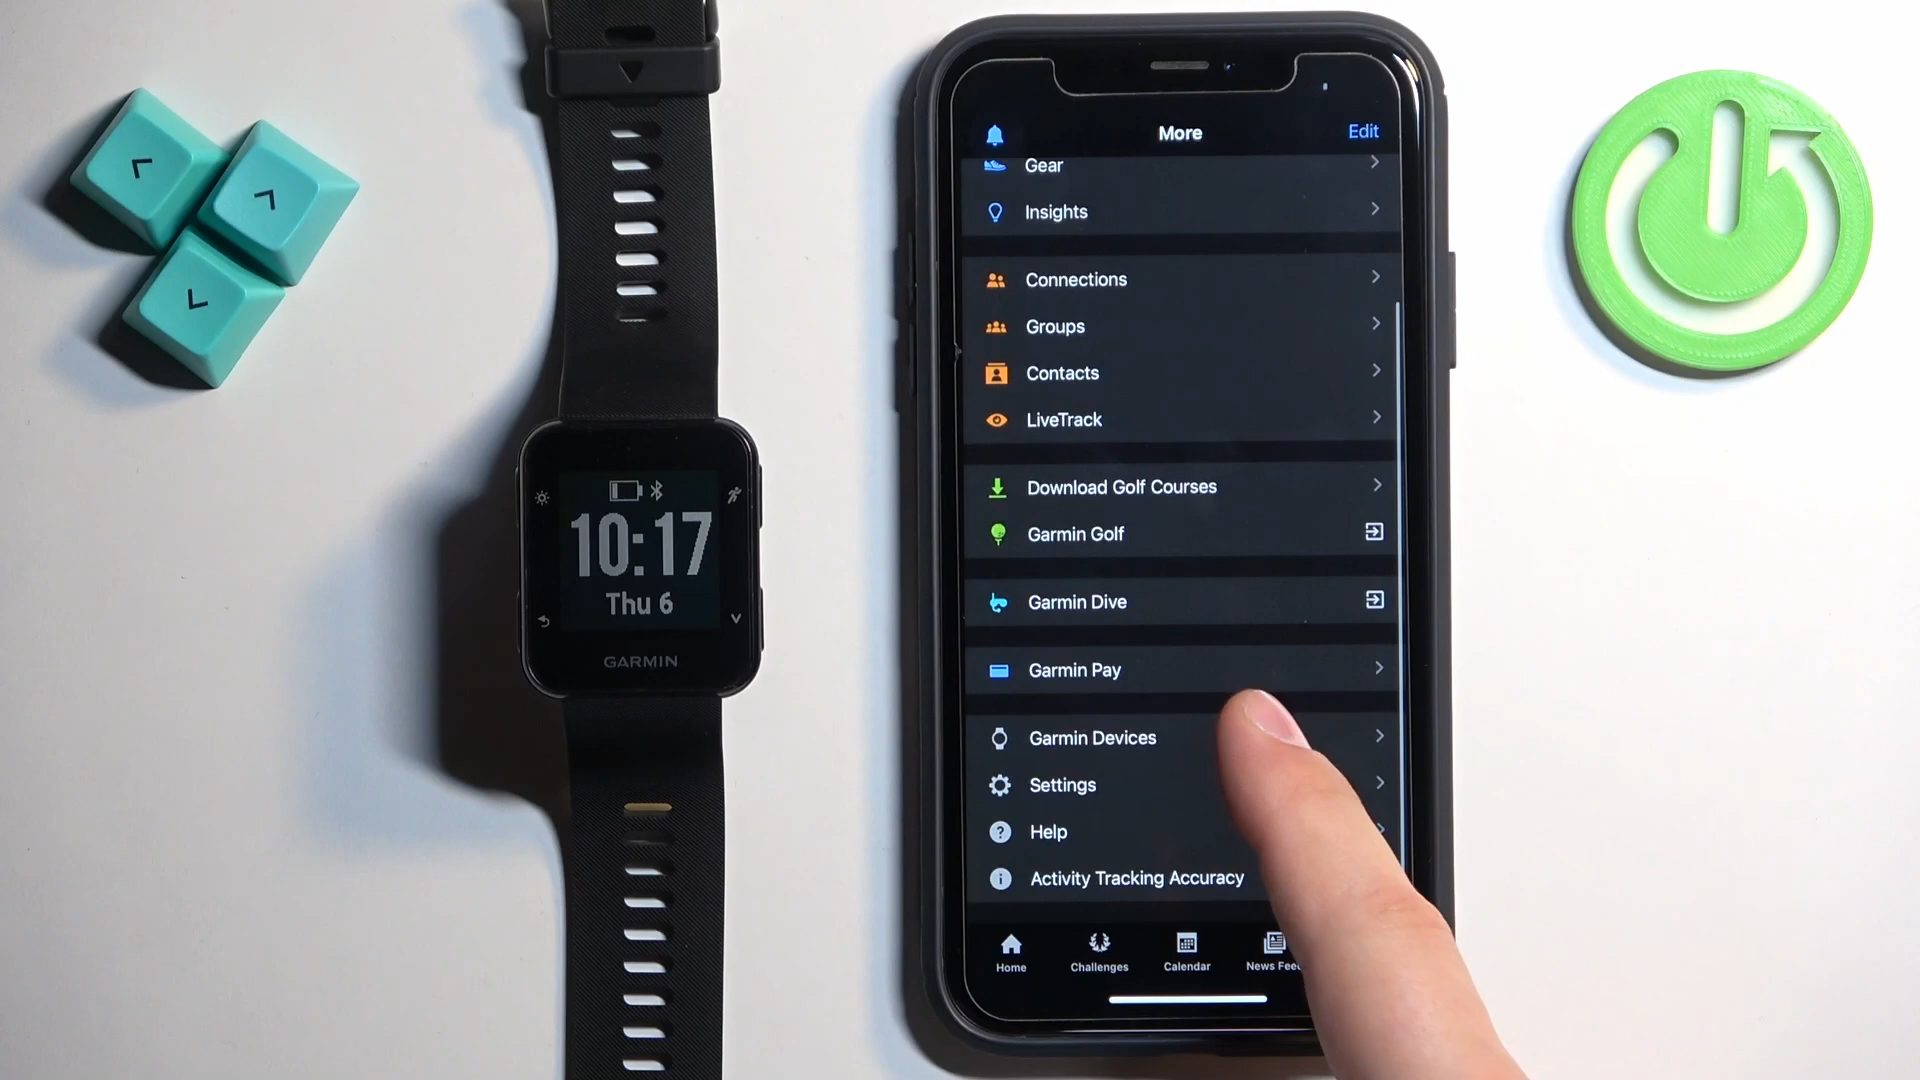 10:17
Thu 6
GARMIN
More
Edit
Gear
Insights
Connections
Groups
Contacts
LiveTrack
Download Golf Courses
Garmin Golf
Garmin Dive
Garmin Pay
Garmin Devices
Settings
Help
Activity Tracking Accuracy
Home
Challenges
Calendar
News